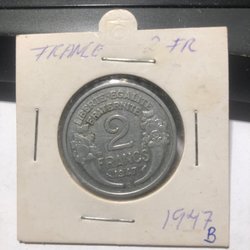 FRANCE 2 FR
LIBERTE·EGALITE
FRATERNITE
2
FRANCS
1947
1947
B